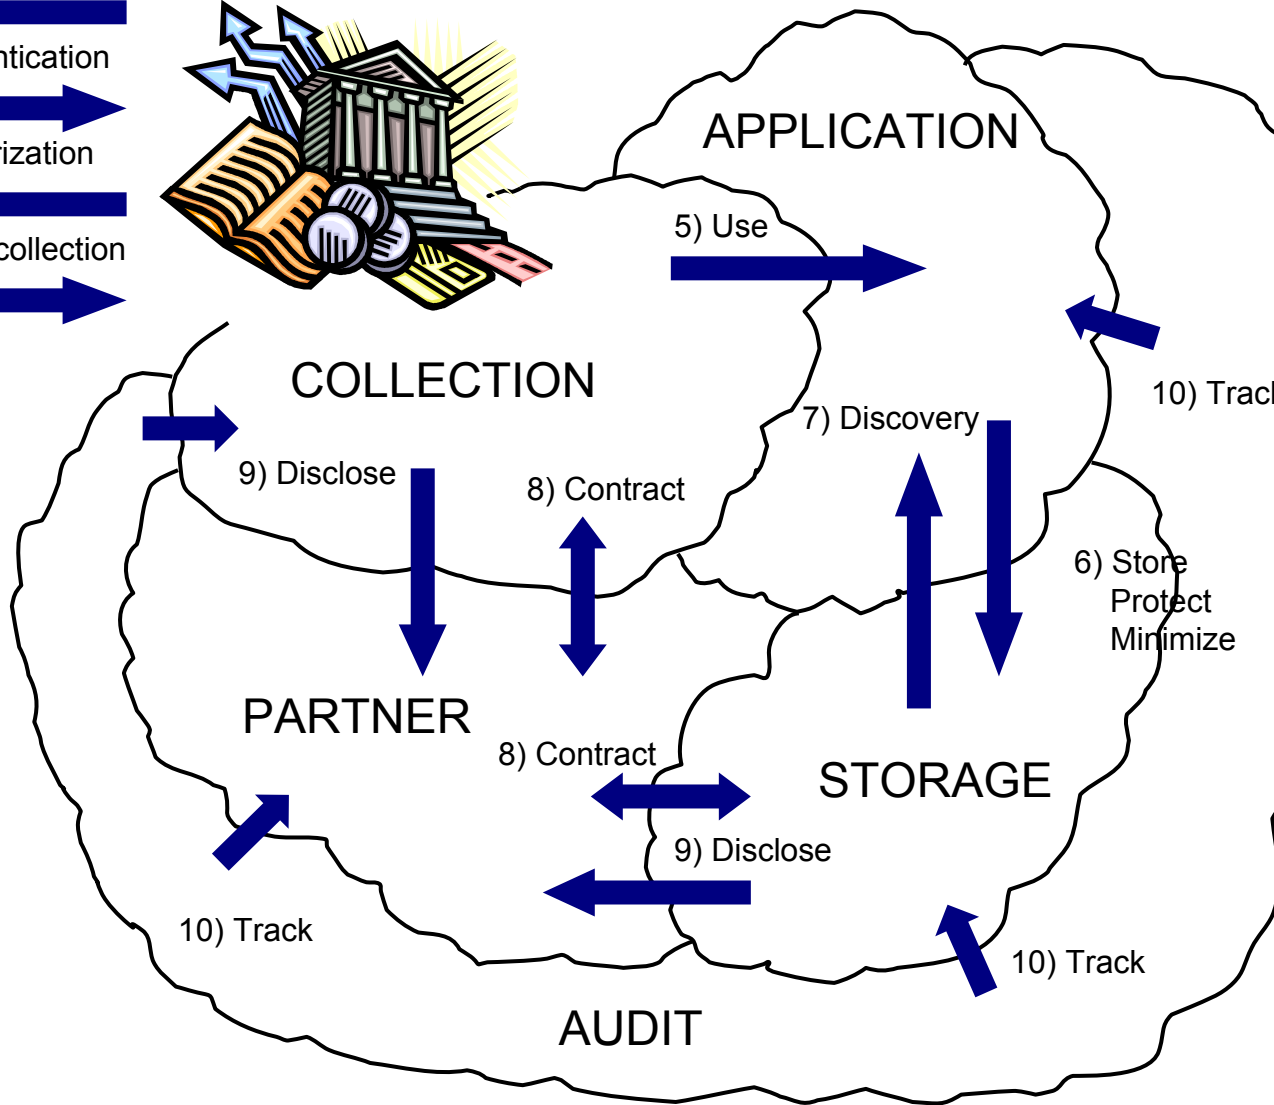 ntication
APPLICATION
rization
5) Use
collection
COLLECTION
10) Track
7) Discovery
9) Disclose
8) Contract
6) Store
Protect
Minimize
PARTNER
8) Contract
STORAGE
9) Disclose
10) Track
10) Track
AUDIT